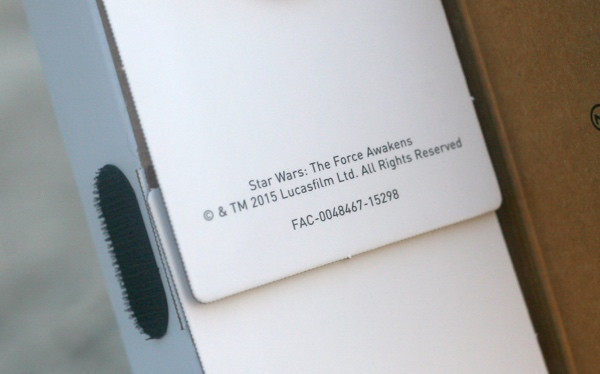 Star Wars: The Force Awakens
© & TM 2015 Lucasfilm Ltd. All Rights Reserved
FAC-0048467-15298